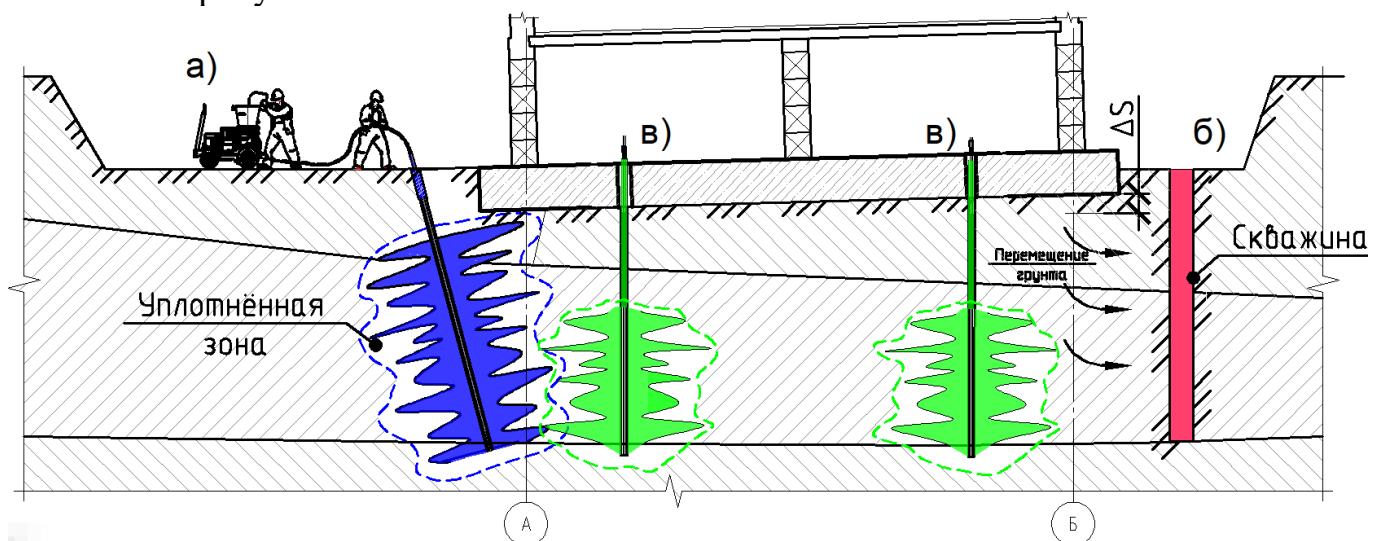 а)
в)
в)
ΔS
б)
Скважина
Перемещение
грунта
Уплотнённая
зона
А
Б